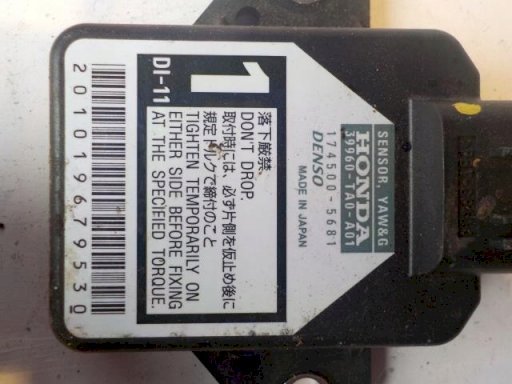 SENSOR, YAW&G
HONDA
39960-TA0-A01
174500-5681
DENSO
MADE IN JAPAN
1
DI-11
落下厳禁
DON'T DROP.
取付時には、必ず片側を仮止め後に
規定トルクで締付のこと
TIGHTEN TEMPORARILY ON
EITHER SIDE BEFORE FIXING
AT THE SPECIFIED TORQUE.
201019679530